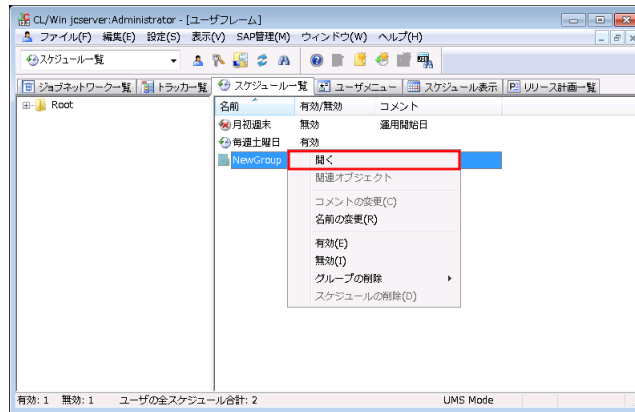 CL/Win jcserver:Administrator - [ユーザフレーム]
ファイル(F) 編集(E) 設定(S) 表示(V) SAP管理(M) ウィンドウ(W) ヘルプ(H)
スケジュール一覧
ジョブネットワーク一覧 トラッカ一覧 スケジュール一覧 ユーザメニュー スケジュール表示 リリース計画一覧
Root
名前 有効/無効 コメント
月初週末 無効 運用開始日
毎週土曜日 有効
NewGroup
開く
関連オブジェクト
コメントの変更(C)
名前の変更(R)
有効(E)
無効(I)
グループの削除
スケジュールの削除(D)
有効: 1 無効: 1 ユーザの全スケジュール合計: 2 UMS Mode